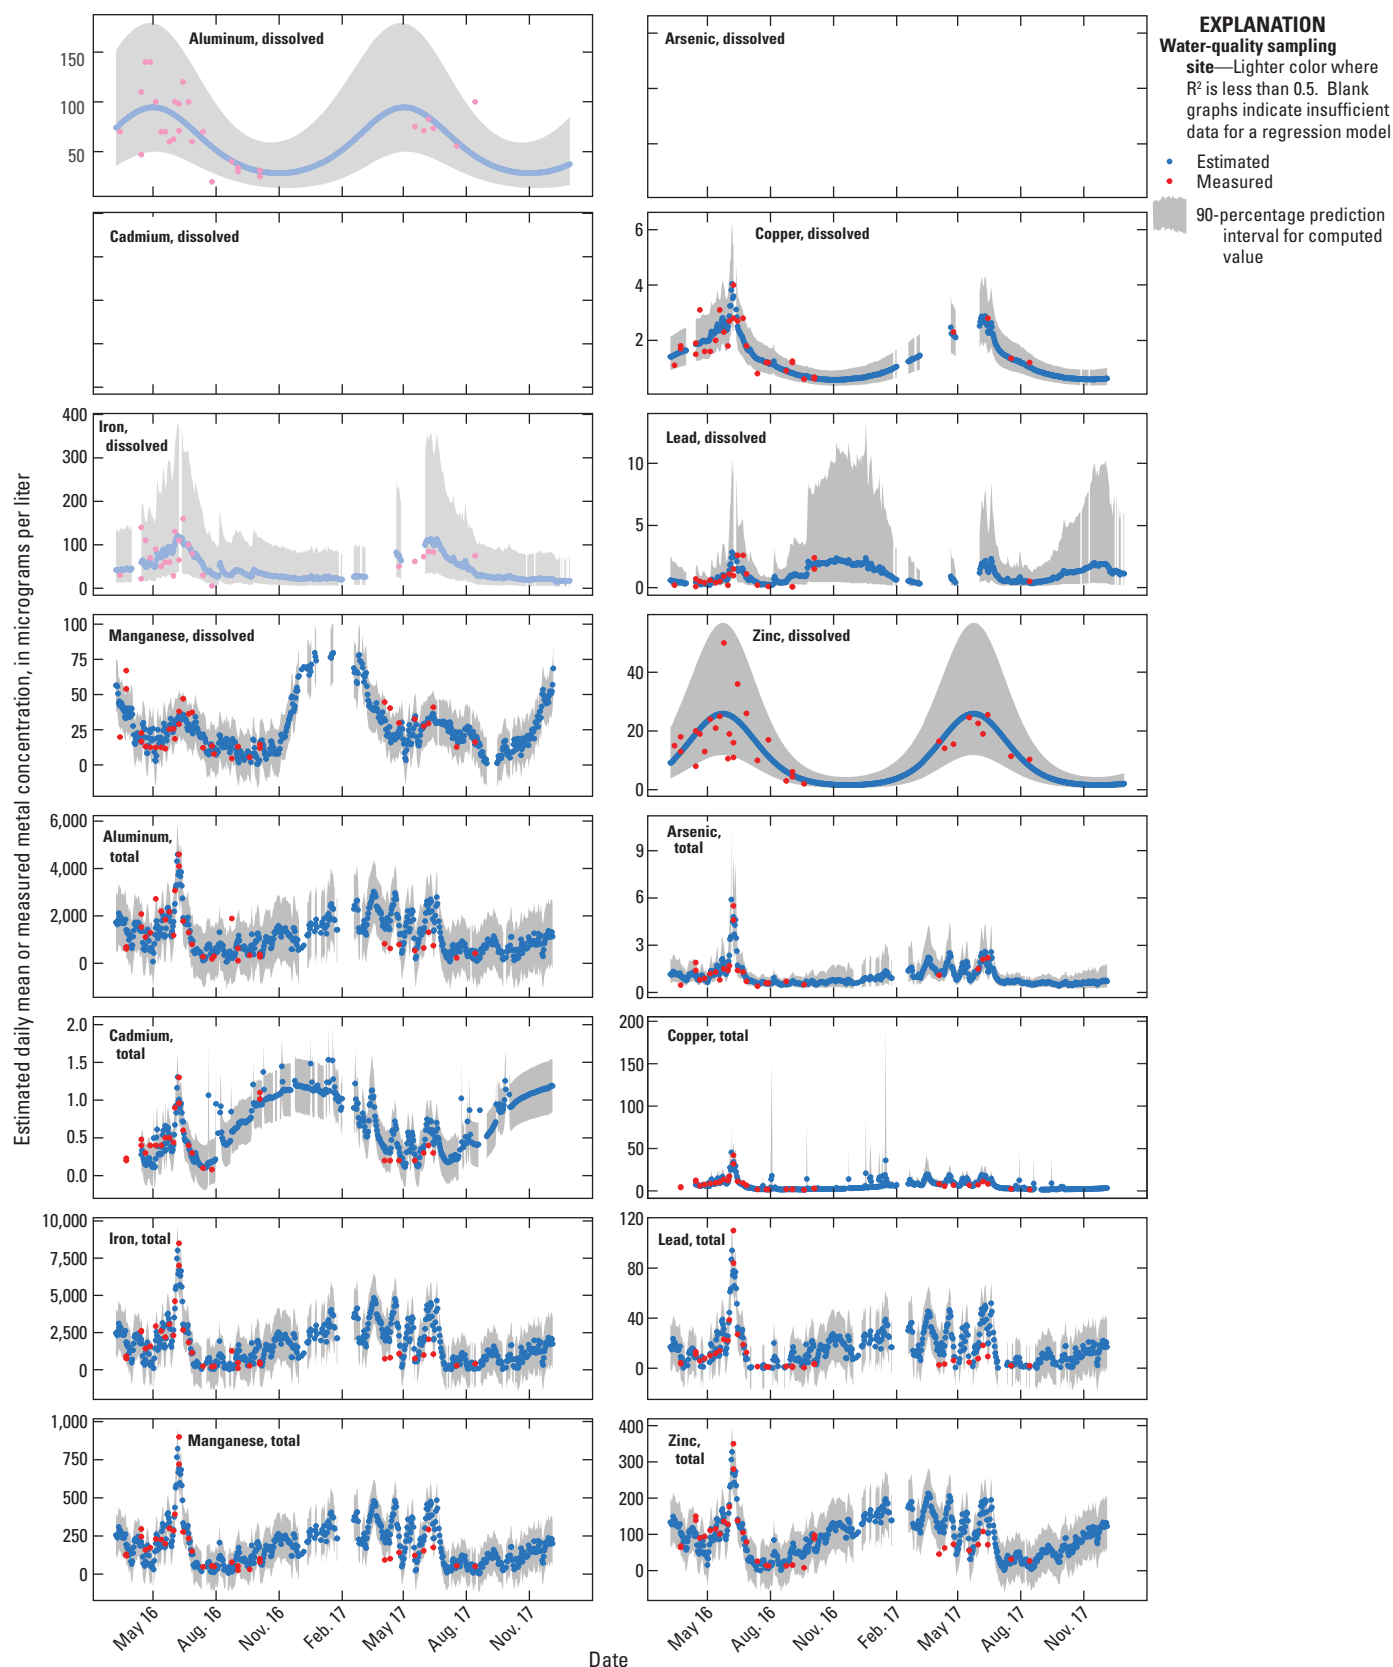 Estimated daily mean or measured metal concentration, in micrograms per liter
Aluminum, dissolved
150
100
50
Arsenic, dissolved
EXPLANATION
Water-quality sampling
site—Lighter color where
R² is less than 0.5. Blank
graphs indicate insufficient
data for a regression model
Estimated
Measured
90-percentage prediction
interval for computed
value
Cadmium, dissolved
Copper, dissolved
6
4
2
Iron,
dissolved
400
300
200
100
0
Lead, dissolved
10
5
0
Manganese, dissolved
100
75
50
25
0
Zinc, dissolved
40
20
0
Aluminum,
total
6,000
4,000
2,000
0
Arsenic,
total
9
6
3
0
Cadmium,
total
2.0
1.5
1.0
0.5
0.0
Copper, total
200
150
100
50
0
Iron, total
10,000
7,500
5,000
2,500
0
Lead, total
120
80
40
0
Manganese, total
1,000
750
500
250
0
Zinc,
total
400
300
200
100
0
May 16
Aug. 16
Nov. 16
Feb. 17
May 17
Aug. 17
Nov. 17
May 16
Aug. 16
Nov. 16
Feb. 17
May 17
Aug. 17
Nov. 17
Date